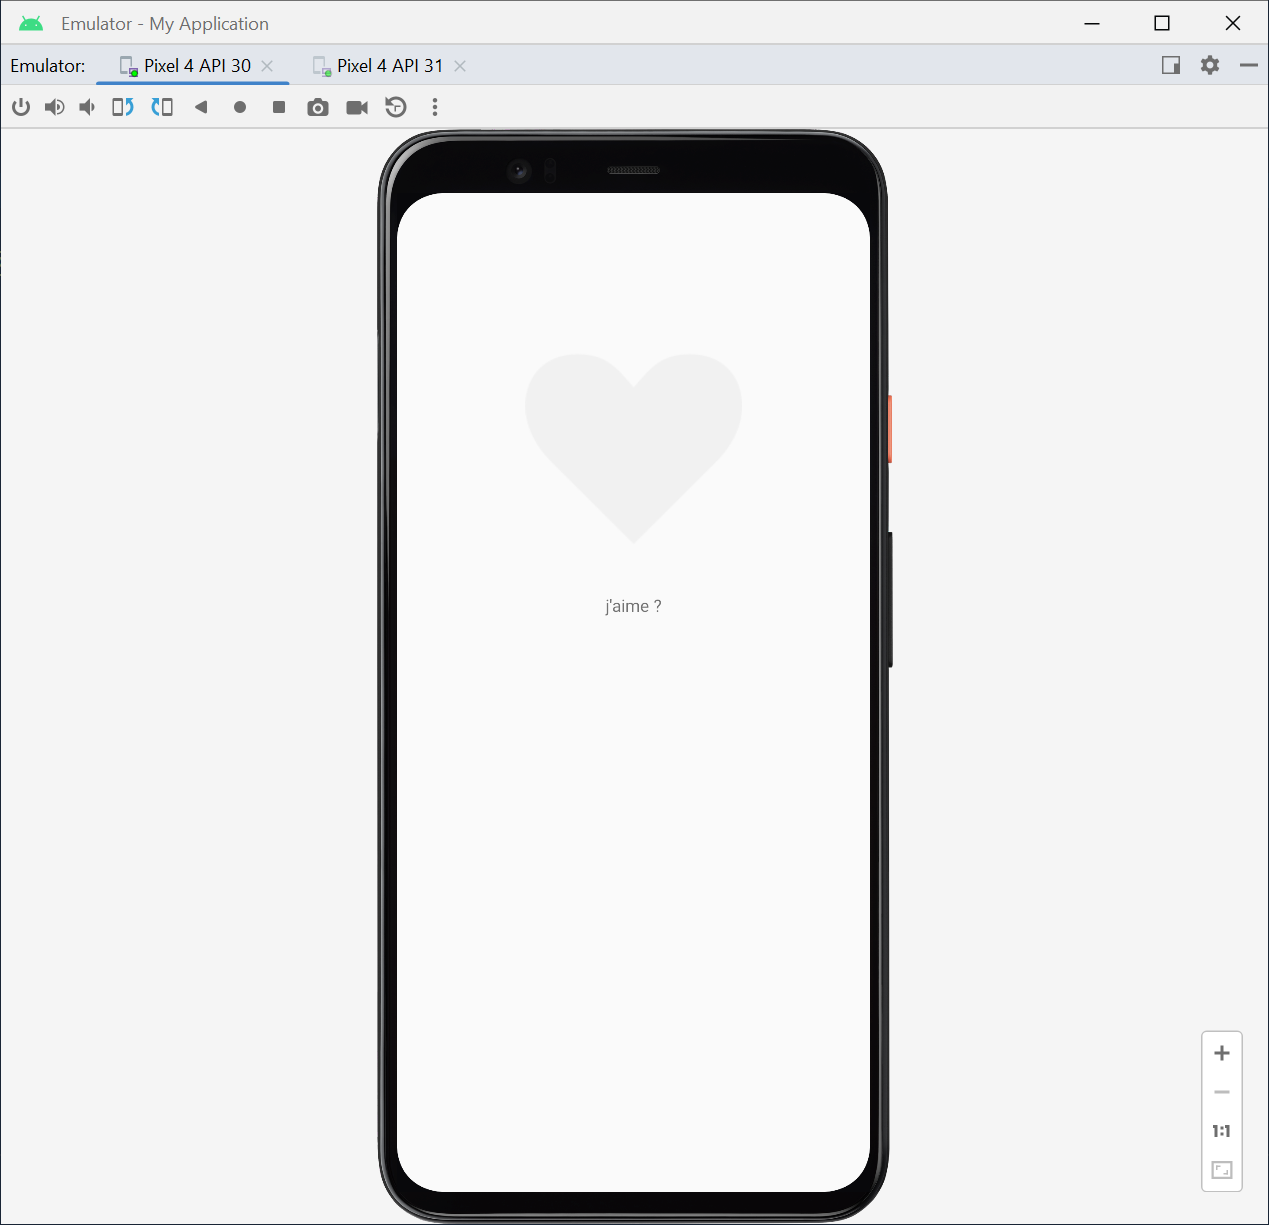 Emulator - My Application
Emulator: Pixel 4 API 30 Pixel 4 API 31
j'aime ?
1:1